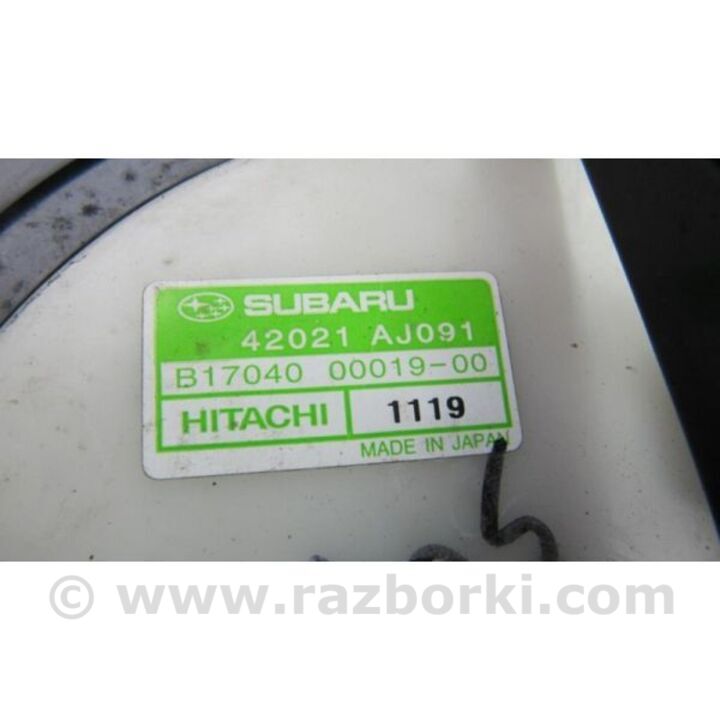 SUBARU
42021 AJ091
B17040 00019-00
HITACHI 1119
MADE IN JAPAN
© www.razborki.com